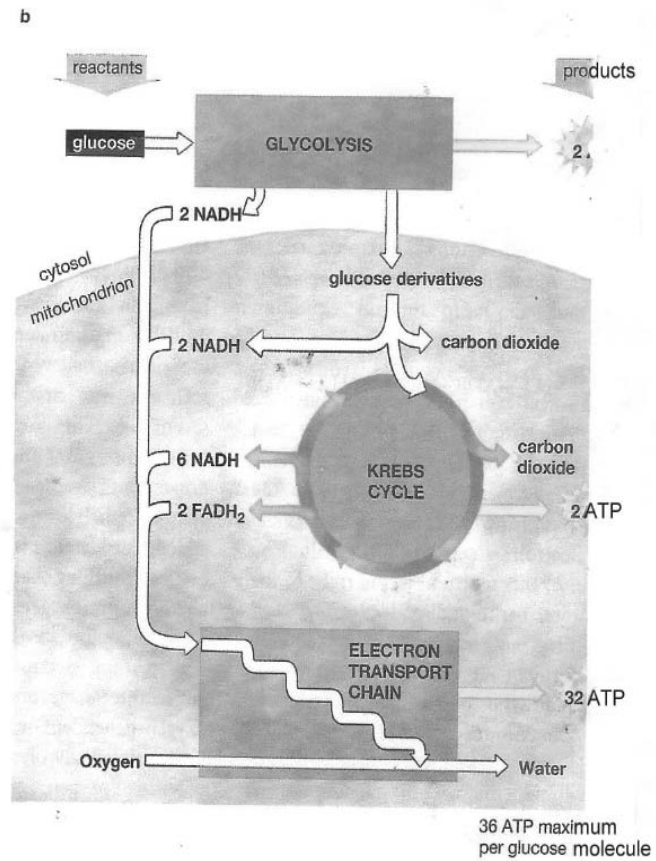 b
reactants
products
glucose
GLYCOLYSIS
2
2 NADH
cytosol
mitochondrion
glucose derivatives
2 NADH
carbon dioxide
6 NADH
KREBS
CYCLE
carbon
dioxide
2 FADH₂
2 ATP
ELECTRON
TRANSPORT
CHAIN
32 ATP
Oxygen
Water
36 ATP maximum
per glucose molecule